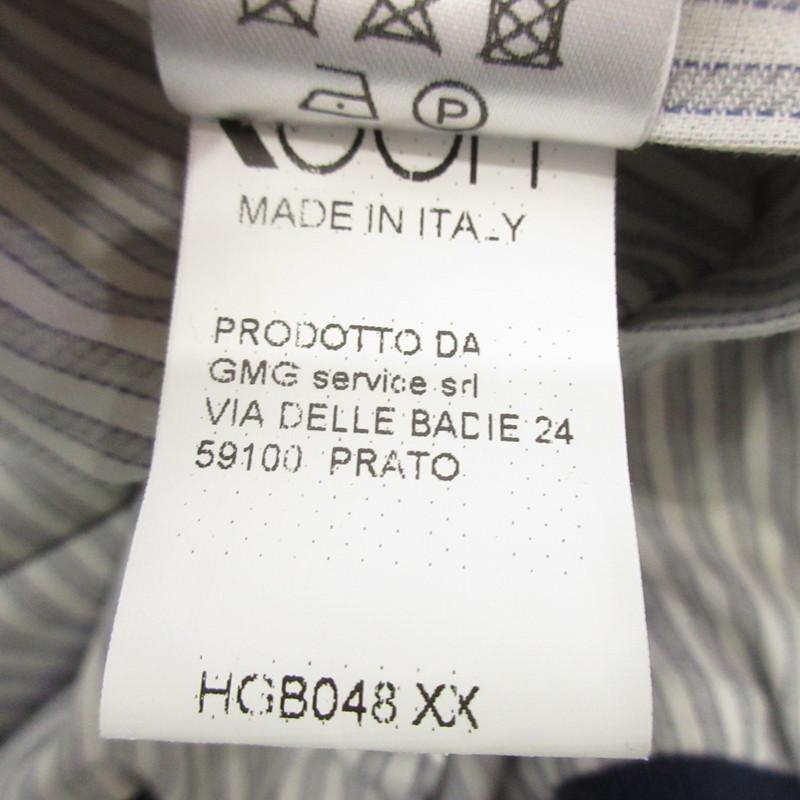 P
MADE IN ITALY
PRODOTTO DA
GMG service srl
VIA DELLE BADIE 24
59100 PRATO
HGB048 XX